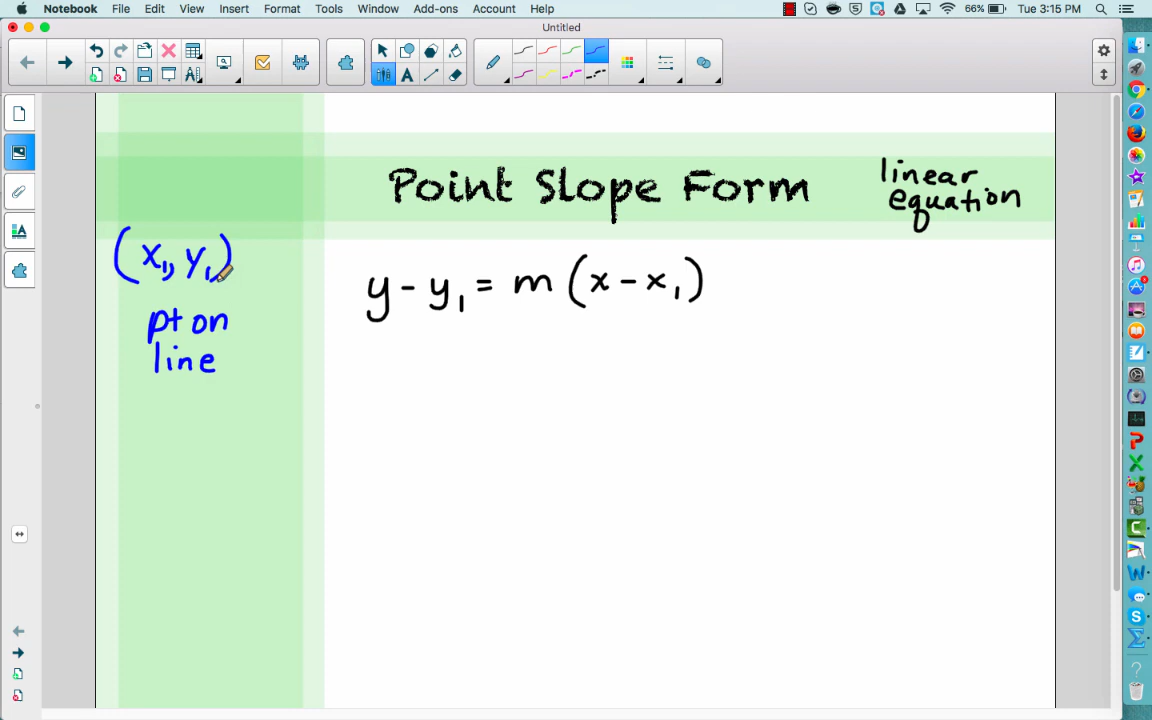 Notebook File Edit View Insert Format Tools Window Add-ons Account Help 66% Tue 3:15 PM
Untitled
Point Slope Form
linear
equation
(x₁, y₁)
pt on
line
y - y₁ = m (x - x₁)